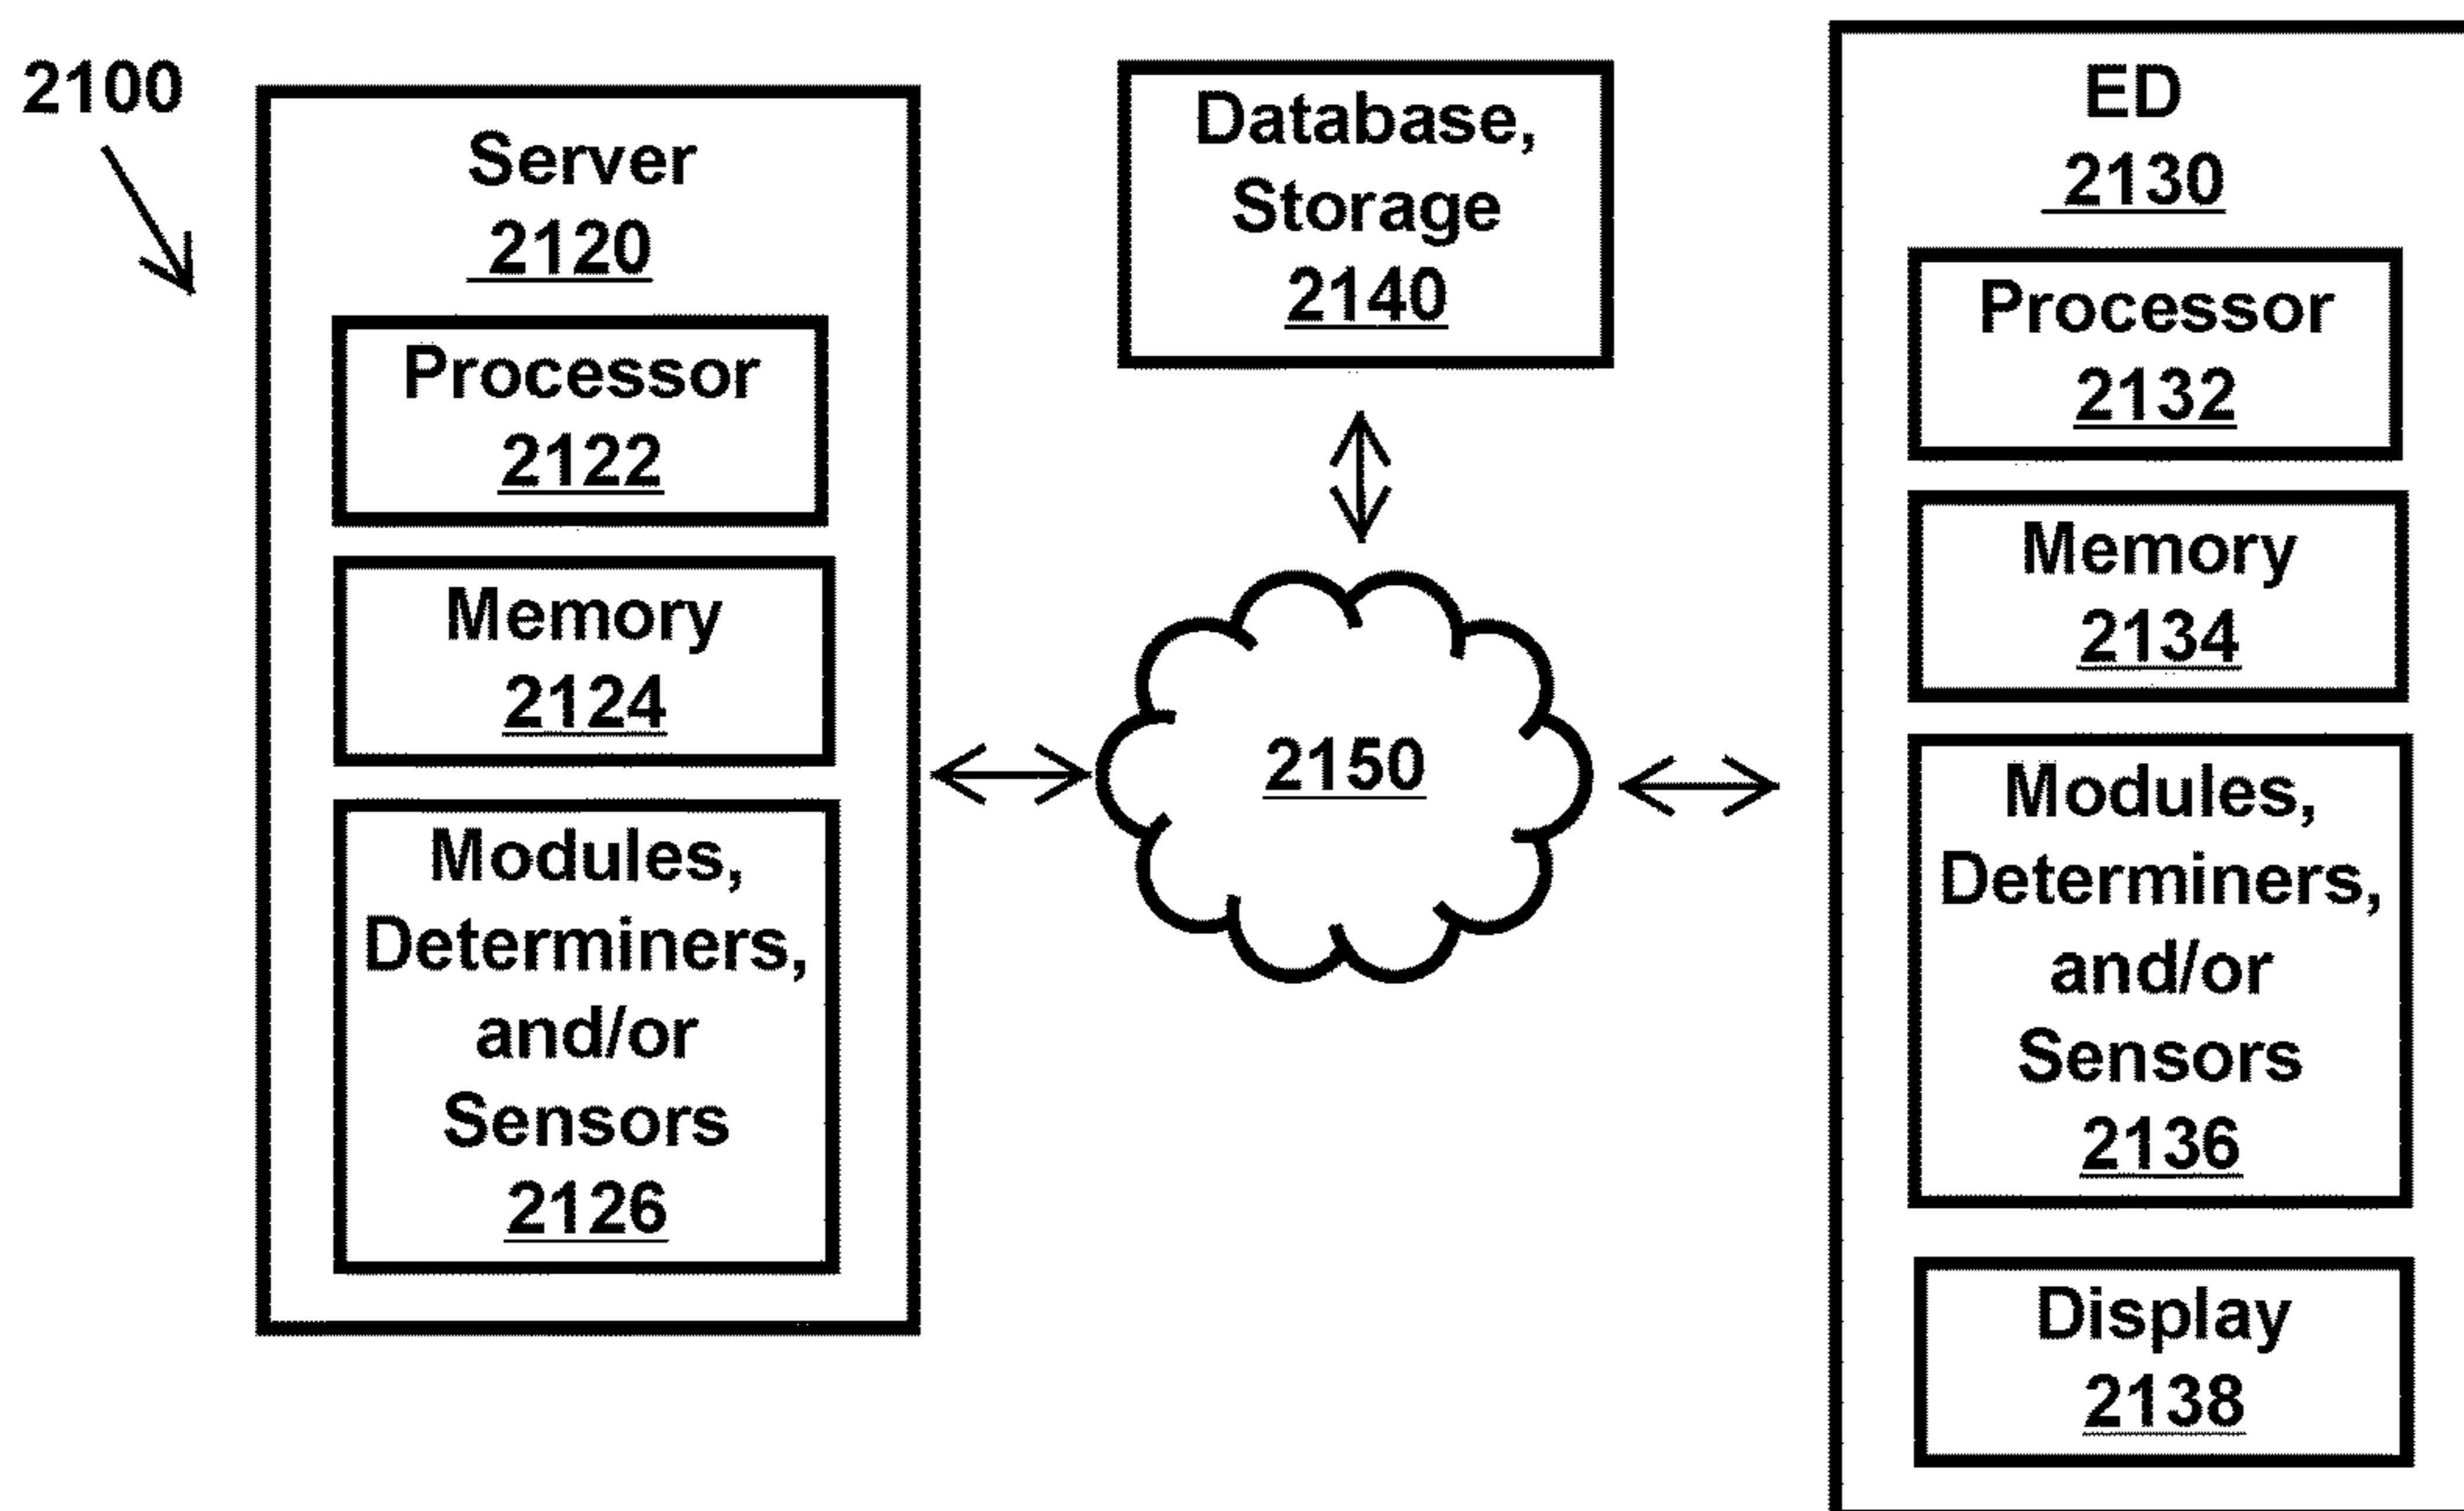 2100
Server
2120
Processor
2122
Memory
2124
Modules,
Determiners,
and/or
Sensors
2126
Database,
Storage
2140
2150
ED
2130
Processor
2132
Memory
2134
Modules,
Determiners,
and/or
Sensors
2136
Display
2138